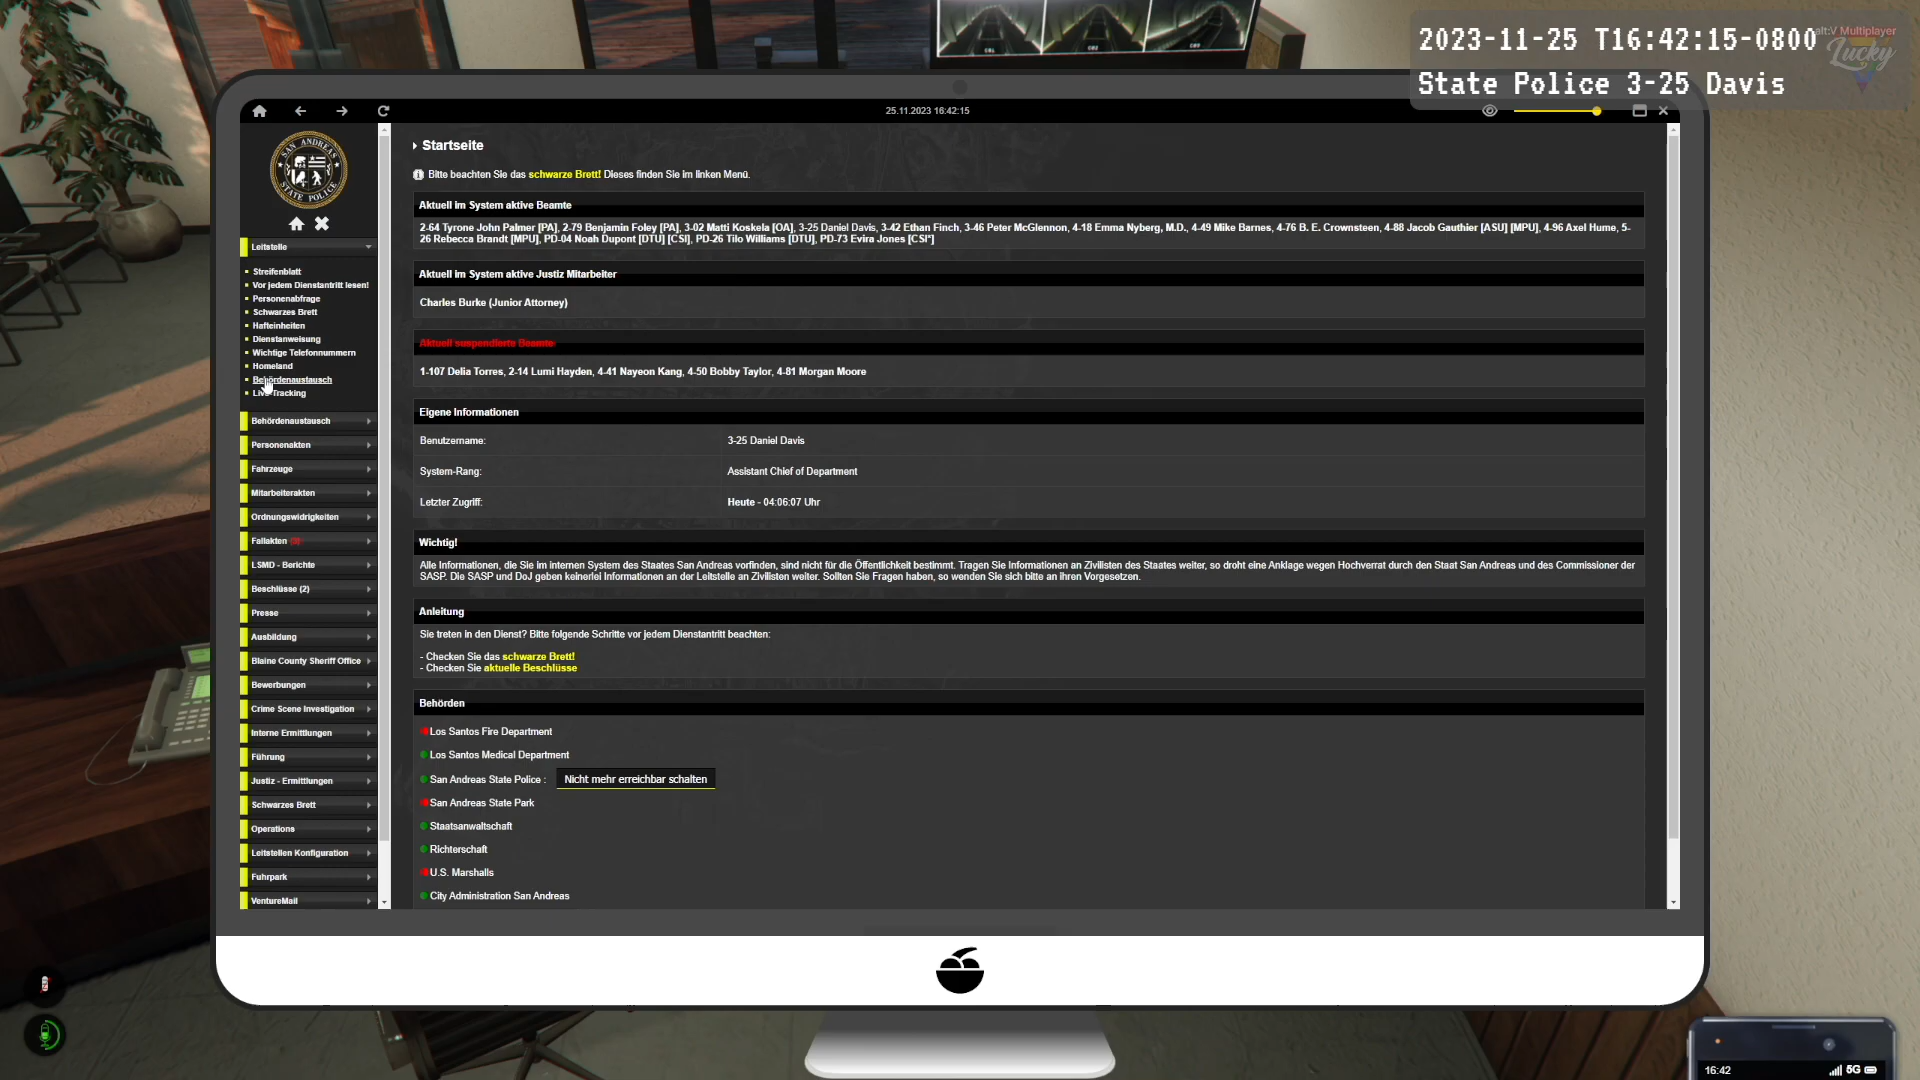 2023-11-25 T16:42:15-0800
alt:V Multiplayer
Lucky
State Police 3-25 Davis
25.11.2023 16:42:15
SAN ANDREAS
STATE POLICE
Leitstelle
Streifenblatt
Vor jedem Dienstantritt lesen!
Personenabfrage
Schwarzes Brett
Hafteinheiten
Dienstanweisung
Wichtige Telefonnummern
Homeland
Behördenaustausch
Live Tracking
Behördenaustausch
Personenakten
Fahrzeuge
Mitarbeiterakten
Ordnungswidrigkeiten
Fallakten
LSMD - Berichte
Beschlüsse (2)
Presse
Ausbildung
Blaine County Sheriff Office
Bewerbungen
Crime Scene Investigation
Interne Ermittlungen
Führung
Justiz - Ermittlungen
Schwarzes Brett
Operations
Leitstellen Konfiguration
Fuhrpark
VentureMail
Startseite
Bitte beachten Sie das schwarze Brett! Dieses finden Sie im linken Menü.
Aktuell im System aktive Beamte
2-64 Tyrone John Palmer [PA], 2-79 Benjamin Foley [PA], 3-02 Matti Koskela [OA], 3-25 Daniel Davis, 3-42 Ethan Finch, 3-46 Peter McGlennon, 4-18 Emma Nyberg, M.D., 4-49 Mike Barnes, 4-76 B. E. Crownsteen, 4-88 Jacob Gauthier [ASU] [MPU], 4-96 Axel Hume, 5-
26 Rebecca Brandt [MPU], PD-04 Noah Dupont [DTU] [CSI], PD-26 Tilo Williams [DTU], PD-73 Evira Jones [CSI*]
Aktuell im System aktive Justiz Mitarbeiter
Charles Burke (Junior Attorney)
Aktuell suspendierte Beamte
1-107 Delia Torres, 2-14 Lumi Hayden, 4-41 Nayeon Kang, 4-50 Bobby Taylor, 4-81 Morgan Moore
Eigene Informationen
Benutzername: 3-25 Daniel Davis
System-Rang: Assistant Chief of Department
Letzter Zugriff: Heute - 04:06:07 Uhr
Wichtig!
Alle Informationen, die Sie im internen System des Staates San Andreas vorfinden, sind nicht für die Öffentlichkeit bestimmt. Tragen Sie Informationen an Zivilisten des Staates weiter, so droht eine Anklage wegen Hochverrat durch den Staat San Andreas und des Commissioner der
SASP. Die SASP und DoJ geben keinerlei Informationen an der Leitstelle an Zivilisten weiter. Sollten Sie Fragen haben, so wenden Sie sich bitte an ihren Vorgesetzen.
Anleitung
Sie treten in den Dienst? Bitte folgende Schritte vor jedem Dienstantritt beachten:
- Checken Sie das schwarze Brett!
- Checken Sie aktuelle Beschlüsse
Behörden
Los Santos Fire Department
Los Santos Medical Department
San Andreas State Police : Nicht mehr erreichbar schalten
San Andreas State Park
Staatsanwaltschaft
Richterschaft
U.S. Marshalls
City Administration San Andreas
16:42
5G